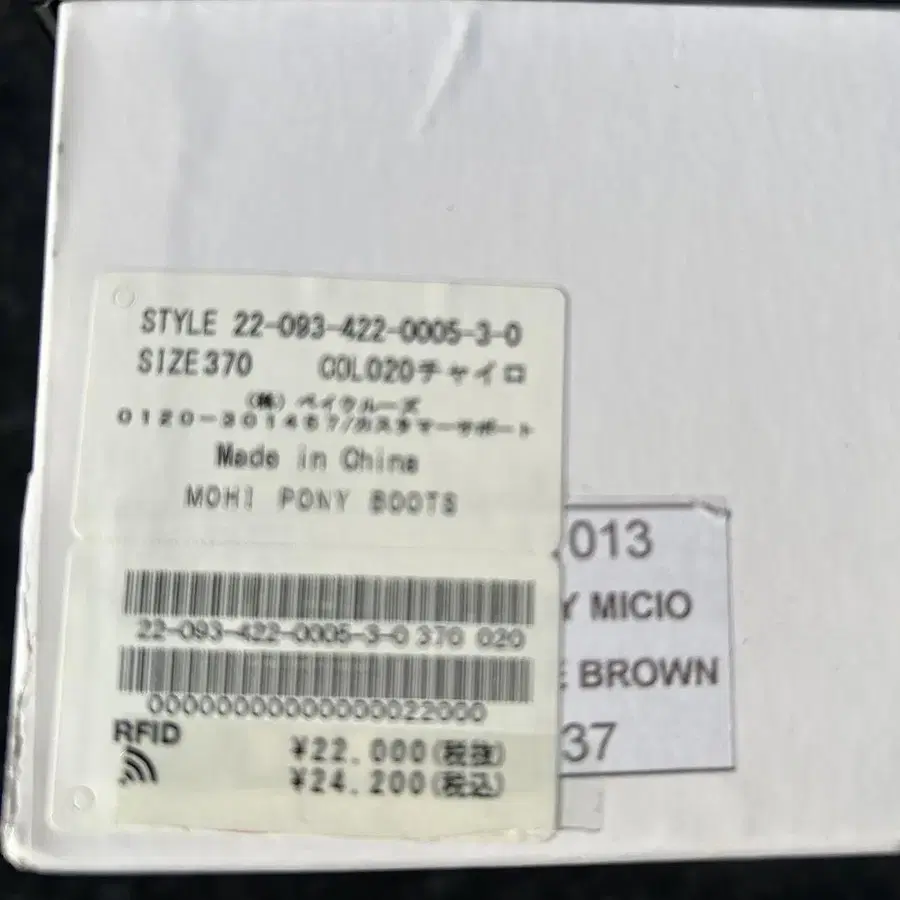 STYLE 22-093-422-0005-3-0
SIZE370 COL020チャイロ
(株) ベイクルーズ
0120-301457/カスタマーサポート
Made in China
MOHI PONY BOOTS
22-093-422-0005-3-0 370 020
000000000000000022000
RFID
¥22.000(税抜)
¥24.200(税込)
.013
Y MICIO
E BROWN
37